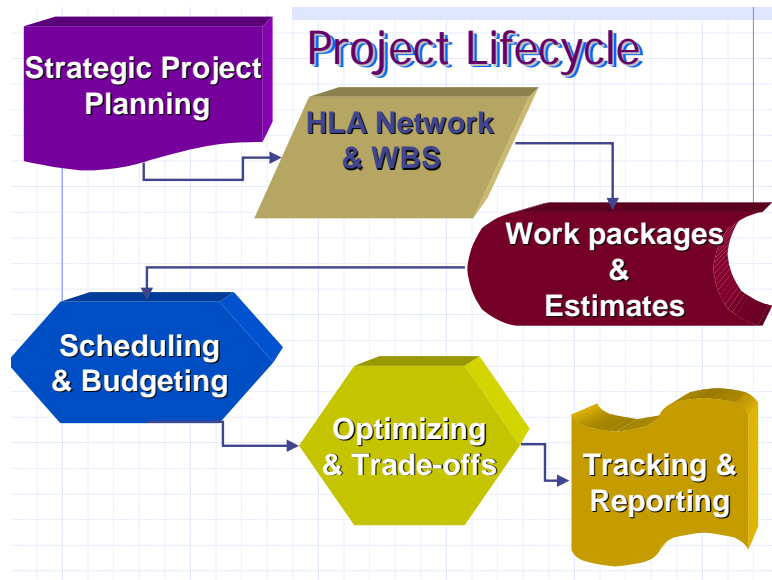 Project Lifecycle
Strategic Project
Planning
HLA Network
& WBS
Work packages
&
Estimates
Scheduling
& Budgeting
Optimizing
& Trade-offs
Tracking &
Reporting